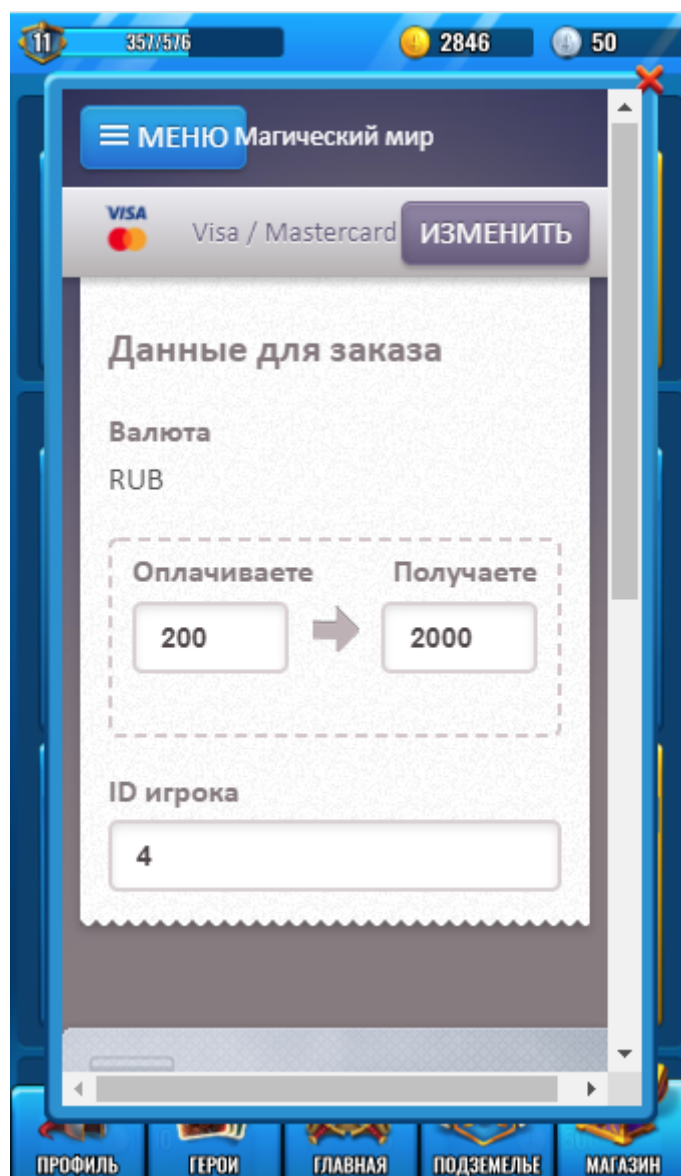 11 357/576 2846 50
МЕНЮ Магический мир
VISA
Visa / Mastercard ИЗМЕНИТЬ
Данные для заказа
Валюта
RUB
Оплачиваете Получаете
200 2000
ID игрока
4
ПРОФИЛЬ ГЕРОИ ГЛАВНАЯ ПОДЗЕМЕЛЬЕ МАГАЗИН